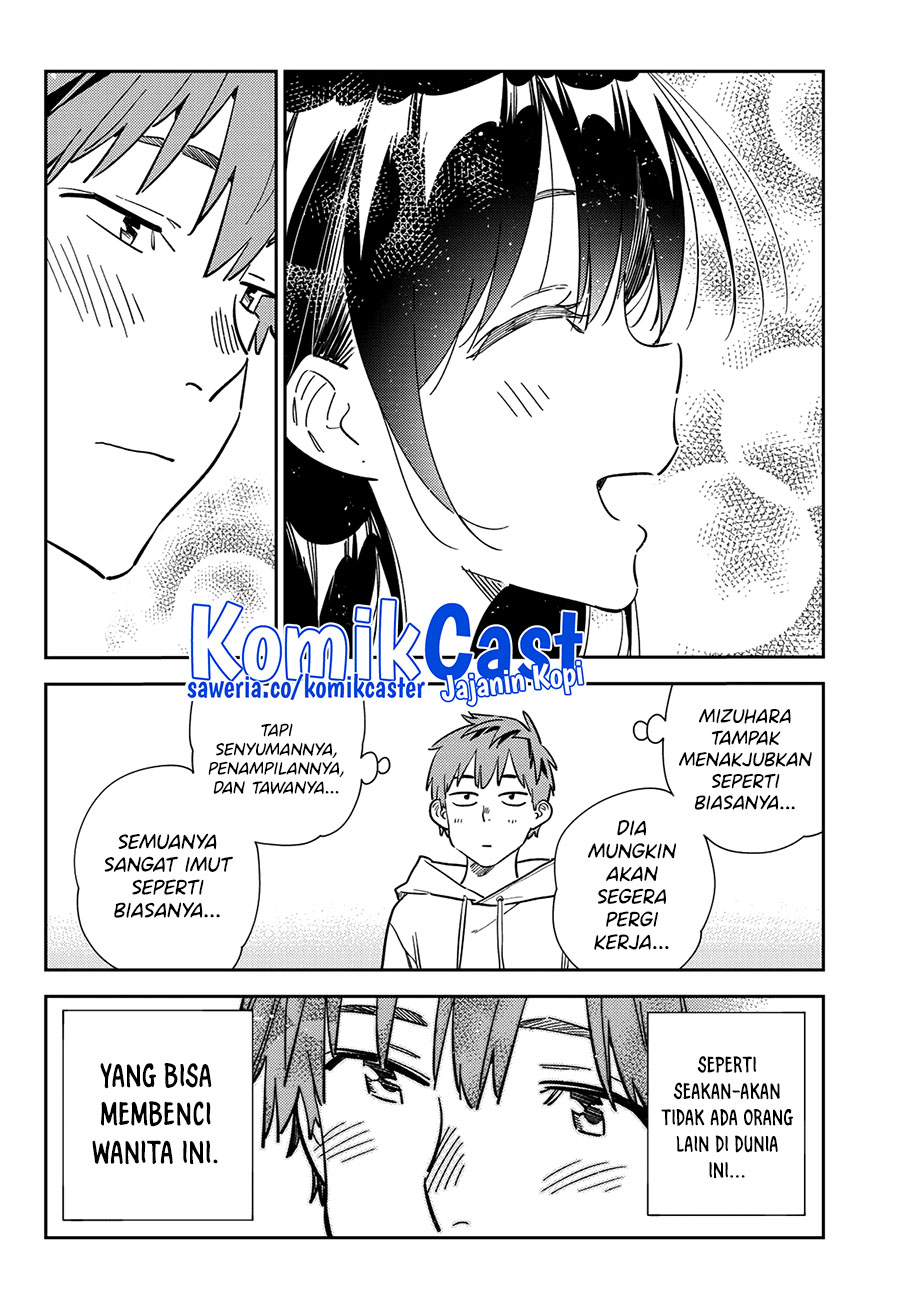 KomikCast
saweria.co/komikcaster
Jajanin Kopi
MIZUHARA
TAMPAK
MENAKJUBKAN
SEPERTI
BIASANYA...
DIA
MUNGKIN
AKAN
SEGERA
PERGI
KERJA...
TAPI
SENYUMANNYA,
PENAMPILANNYA,
DAN TAWANYA...
SEMUANYA
SANGAT IMUT
SEPERTI
BIASANYA...
SEPERTI
SEAKAN-AKAN
TIDAK ADA ORANG
LAIN DI DUNIA
INI...
YANG BISA
MEMBENCI
WANITA INI.